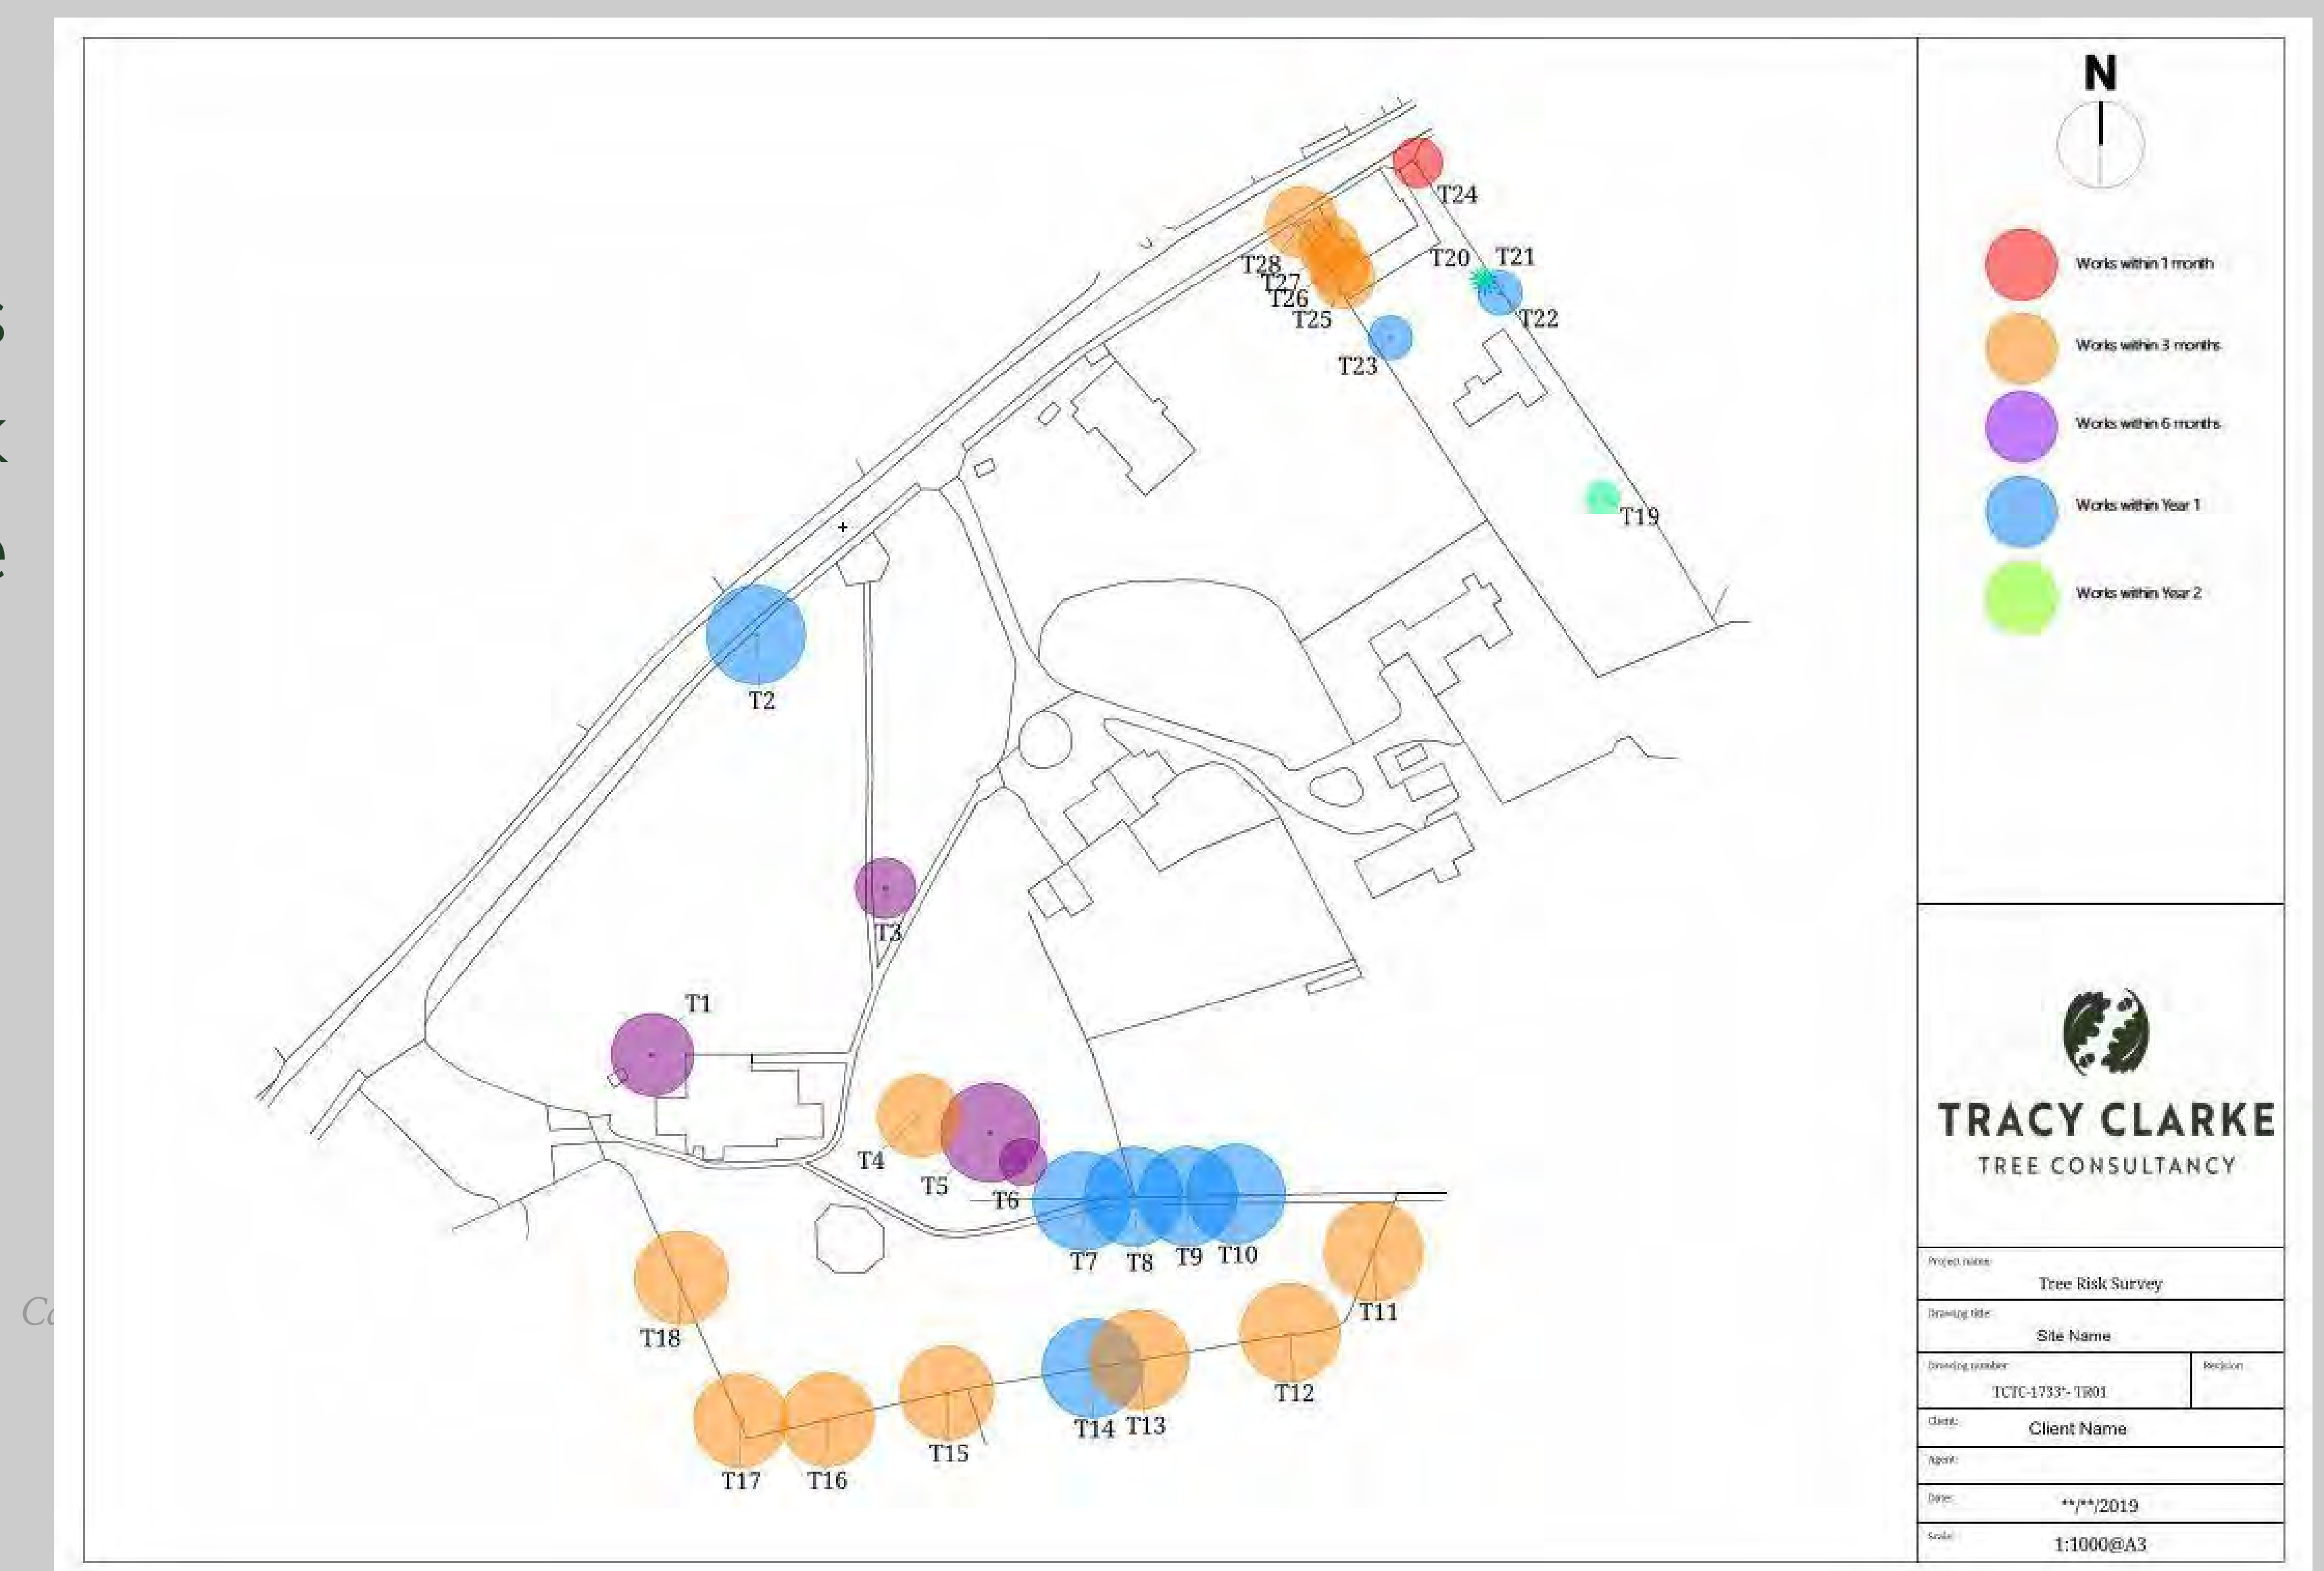 N
Works within 1 month
Works within 3 months
Works within 6 months
Works within Year 1
Works within Year 2
T24
T20
T21
T28
T27
T26
T25
T22
T23
T19
T2
T3
T1
T4
T5
T6
T7
T8
T9
T10
T11
T18
T12
T14
T13
T15
T17
T16
TRACY CLARKE
TREE CONSULTANCY
Project name:
Tree Risk Survey
Drawing title:
Site Name
Drawing number:
Revision
Client:
Client Name
Agent:
Date:
**/**/2019
Scale:
1:1000@A3